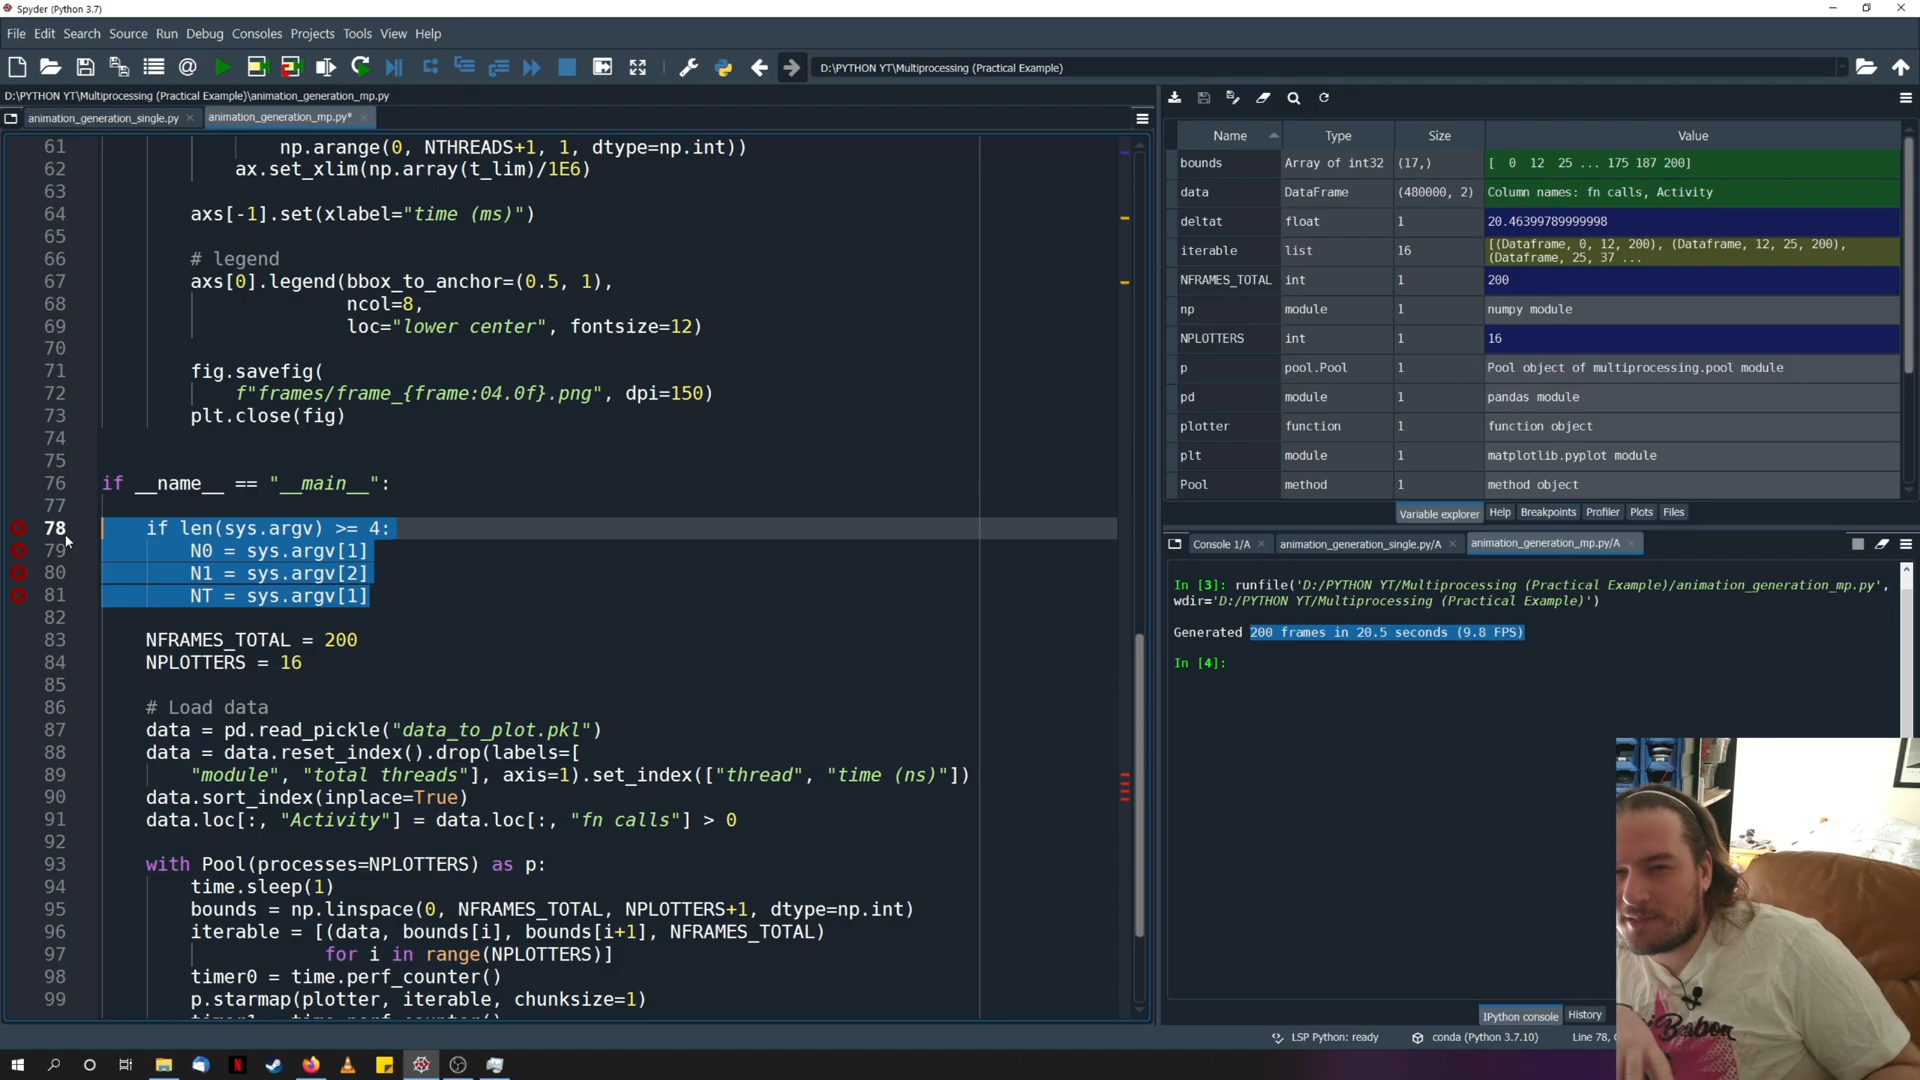 Spyder (Python 3.7)
File Edit Search Source Run Debug Consoles Projects Tools View Help
D:\PYTHON YT\Multiprocessing (Practical Example)
D:\PYTHON YT\Multiprocessing (Practical Example)\animation_generation_mp.py
animation_generation_single.py animation_generation_mp.py*
61 np.arange(0, NTHREADS+1, 1, dtype=np.int))
62 ax.set_xlim(np.array(t_lim)/1E6)
63
64 axs[-1].set(xlabel="time (ms)")
65
66 # legend
67 axs[0].legend(bbox_to_anchor=(0.5, 1),
68 ncol=8,
69 loc="lower center", fontsize=12)
70
71 fig.savefig(
72 f"frames/frame_{frame:04.0f}.png", dpi=150)
73 plt.close(fig)
74
75
76 if __name__ == "__main__":
77
78 if len(sys.argv) >= 4:
79 N0 = sys.argv[1]
80 N1 = sys.argv[2]
81 NT = sys.argv[1]
82
83 NFRAMES_TOTAL = 200
84 NPLOTTERS = 16
85
86 # Load data
87 data = pd.read_pickle("data_to_plot.pkl")
88 data = data.reset_index().drop(labels=[
89 "module", "total threads"], axis=1).set_index(["thread", "time (ns)"])
90 data.sort_index(inplace=True)
91 data.loc[:, "Activity"] = data.loc[:, "fn calls"] > 0
92
93 with Pool(processes=NPLOTTERS) as p:
94 time.sleep(1)
95 bounds = np.linspace(0, NFRAMES_TOTAL, NPLOTTERS+1, dtype=np.int)
96 iterable = [(data, bounds[i], bounds[i+1], NFRAMES_TOTAL)
97 for i in range(NPLOTTERS)]
98 timer0 = time.perf_counter()
99 p.starmap(plotter, iterable, chunksize=1)
Name Type Size Value
bounds Array of int32 (17,) [ 0 12 25 ... 175 187 200]
data DataFrame (480000, 2) Column names: fn calls, Activity
deltat float 1 20.46399789999998
iterable list 16 [(Dataframe, 0, 12, 200), (Dataframe, 12, 25, 200),
(Dataframe, 25, 37 ...
NFRAMES_TOTAL int 1 200
np module 1 numpy module
NPLOTTERS int 1 16
p pool.Pool 1 Pool object of multiprocessing.pool module
pd module 1 pandas module
plotter function 1 function object
plt module 1 matplotlib.pyplot module
Pool method 1 method object
Variable explorer Help Breakpoints Profiler Plots Files
Console 1/A animation_generation_single.py/A animation_generation_mp.py/A
In [3]: runfile('D:/PYTHON YT/Multiprocessing (Practical Example)/animation_generation_mp.py',
wdir='D:/PYTHON YT/Multiprocessing (Practical Example)')
Generated 200 frames in 20.5 seconds (9.8 FPS)
In [4]:
IPython console History
LSP Python: ready conda (Python 3.7.10) Line 78,